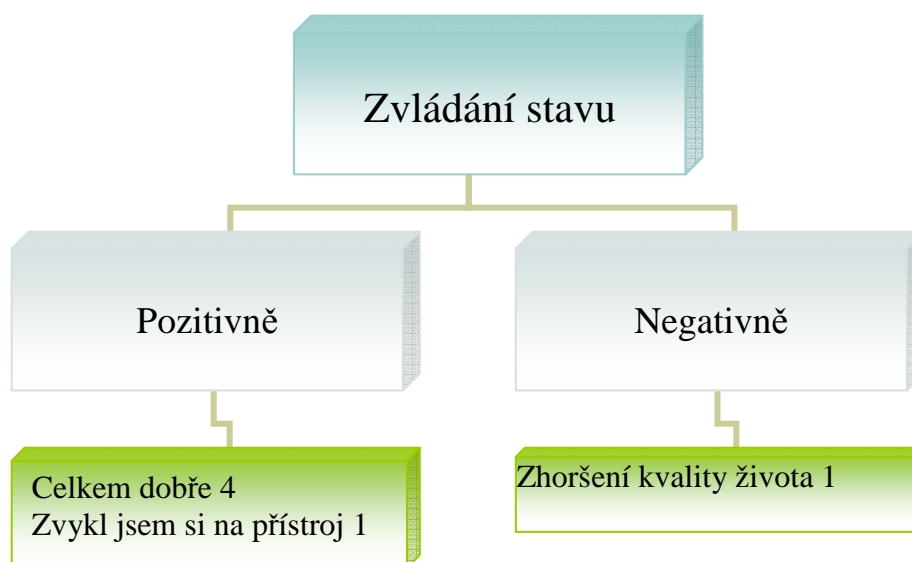 Zvládání stavu
Pozitivně
Negativně
Celkem dobře 4
Zvykl jsem si na přístroj 1
Zhoršení kvality života 1